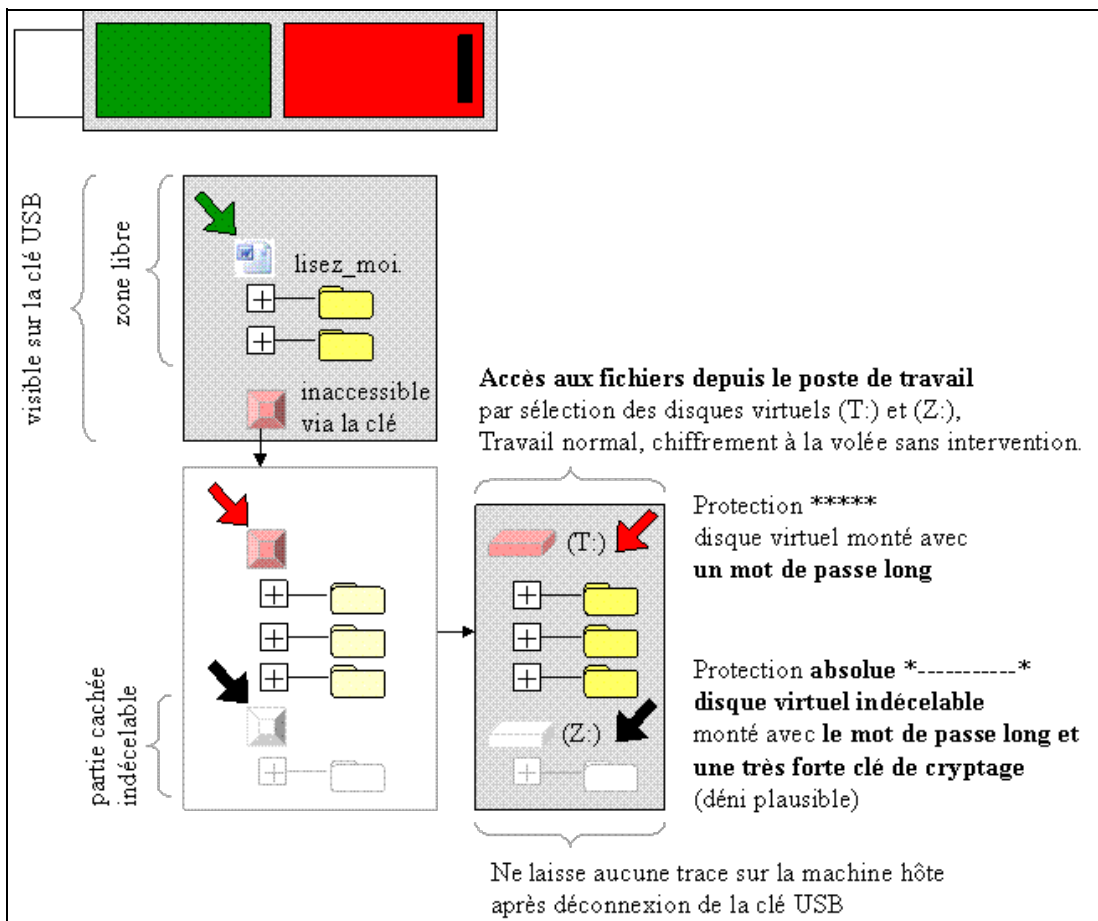 visible sur la clé USB
zone libre
lisez_moi.
inaccessible
via la clé
Accès aux fichiers depuis le poste de travail
par sélection des disques virtuels (T:) et (Z:),
Travail normal, chiffrement à la volée sans intervention.
(T:)
Protection *****
disque virtuel monté avec
un mot de passe long
partie cachée
indécelable
(Z:)
Protection absolue *-----------*
disque virtuel indécelable
monté avec le mot de passe long et
une très forte clé de cryptage
(déni plausible)
Ne laisse aucune trace sur la machine hôte
après déconnexion de la clé USB